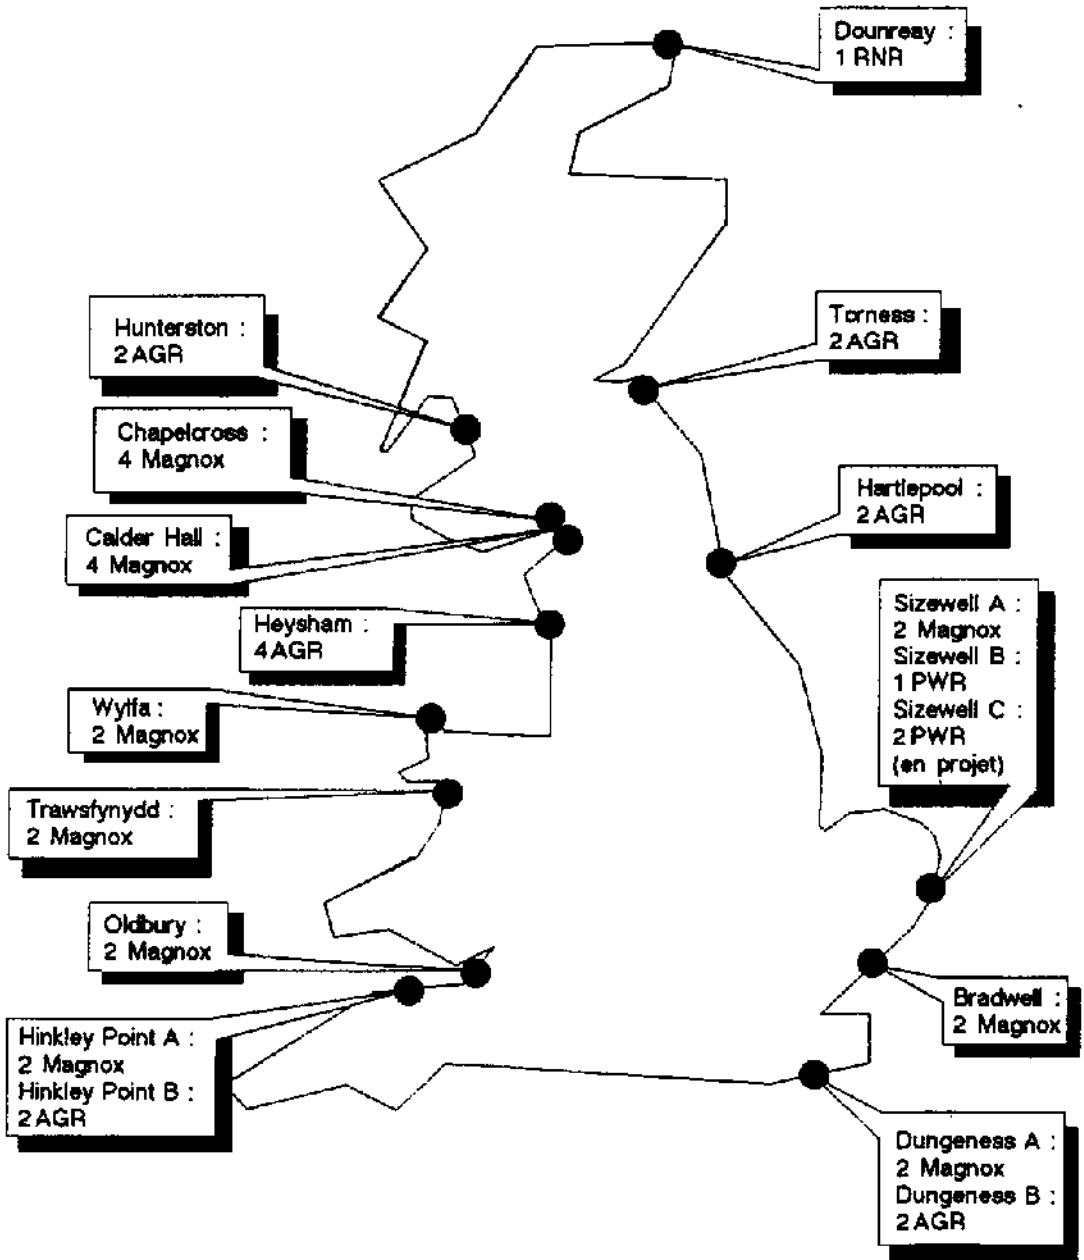 Dounreay :
1 RNR
Hunterston :
2 AGR
Torness :
2 AGR
Chapelcross :
4 Magnox
Hartlepool :
2 AGR
Calder Hall :
4 Magnox
Sizewell A :
2 Magnox
Sizewell B :
1 PWR
Sizewell C :
2 PWR
(en projet)
Heysham :
4 AGR
Wylfa :
2 Magnox
Trawsfynydd :
2 Magnox
Oldbury :
2 Magnox
Bradwell :
2 Magnox
Hinkley Point A :
2 Magnox
Hinkley Point B :
2 AGR
Dungeness A :
2 Magnox
Dungeness B :
2 AGR